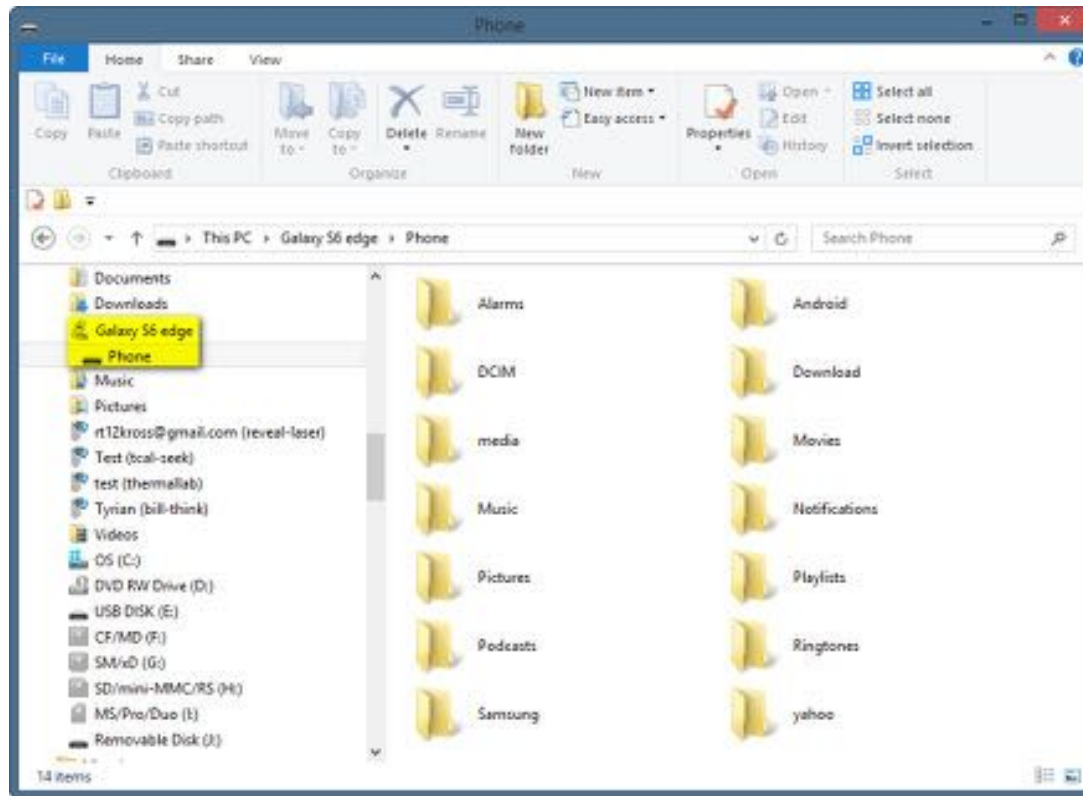 Phone
File Home Share View
Copy
Paste
Cut
Copy path
Paste shortcut
Clipboard
Move to
Copy to
Delete
Rename
Organize
New folder
New item
Easy access
New
Properties
Open
Edit
History
Open
Select all
Select none
Invert selection
Select
This PC Galaxy S6 edge Phone
Search Phone
Documents
Downloads
Galaxy S6 edge
Phone
Music
Pictures
rt12kross@gmail.com (reveal-laser)
Test (tcal-seek)
test (thermallab)
Tyrian (bill-think)
Videos
OS (C:)
DVD RW Drive (D:)
USB DISK (E:)
CF/MD (F:)
SM/xD (G:)
SD/mini-MMC/RS (H:)
MS/Pro/Duo (I:)
Removable Disk (J:)
Alarms Android
DCIM Download
media Movies
Music Notifications
Pictures Playlists
Podcasts Ringtones
Samsung yahoo
14 items